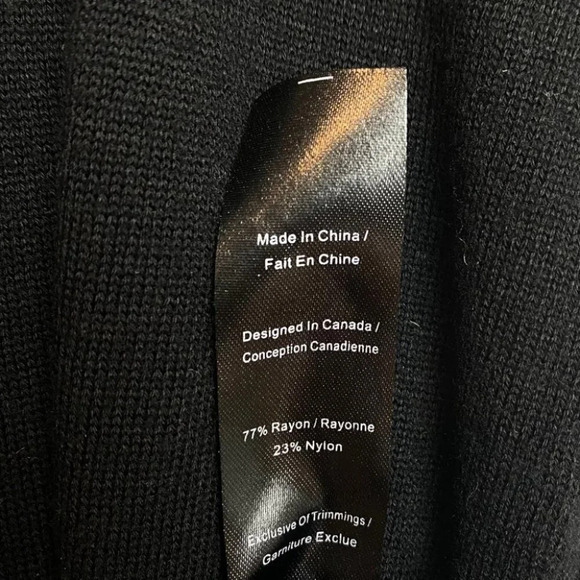 Made In China /
Fait En Chine
Designed In Canada /
Conception Canadienne
77% Rayon / Rayonne
23% Nylon
Exclusive Of Trimmings /
Garniture Exclue